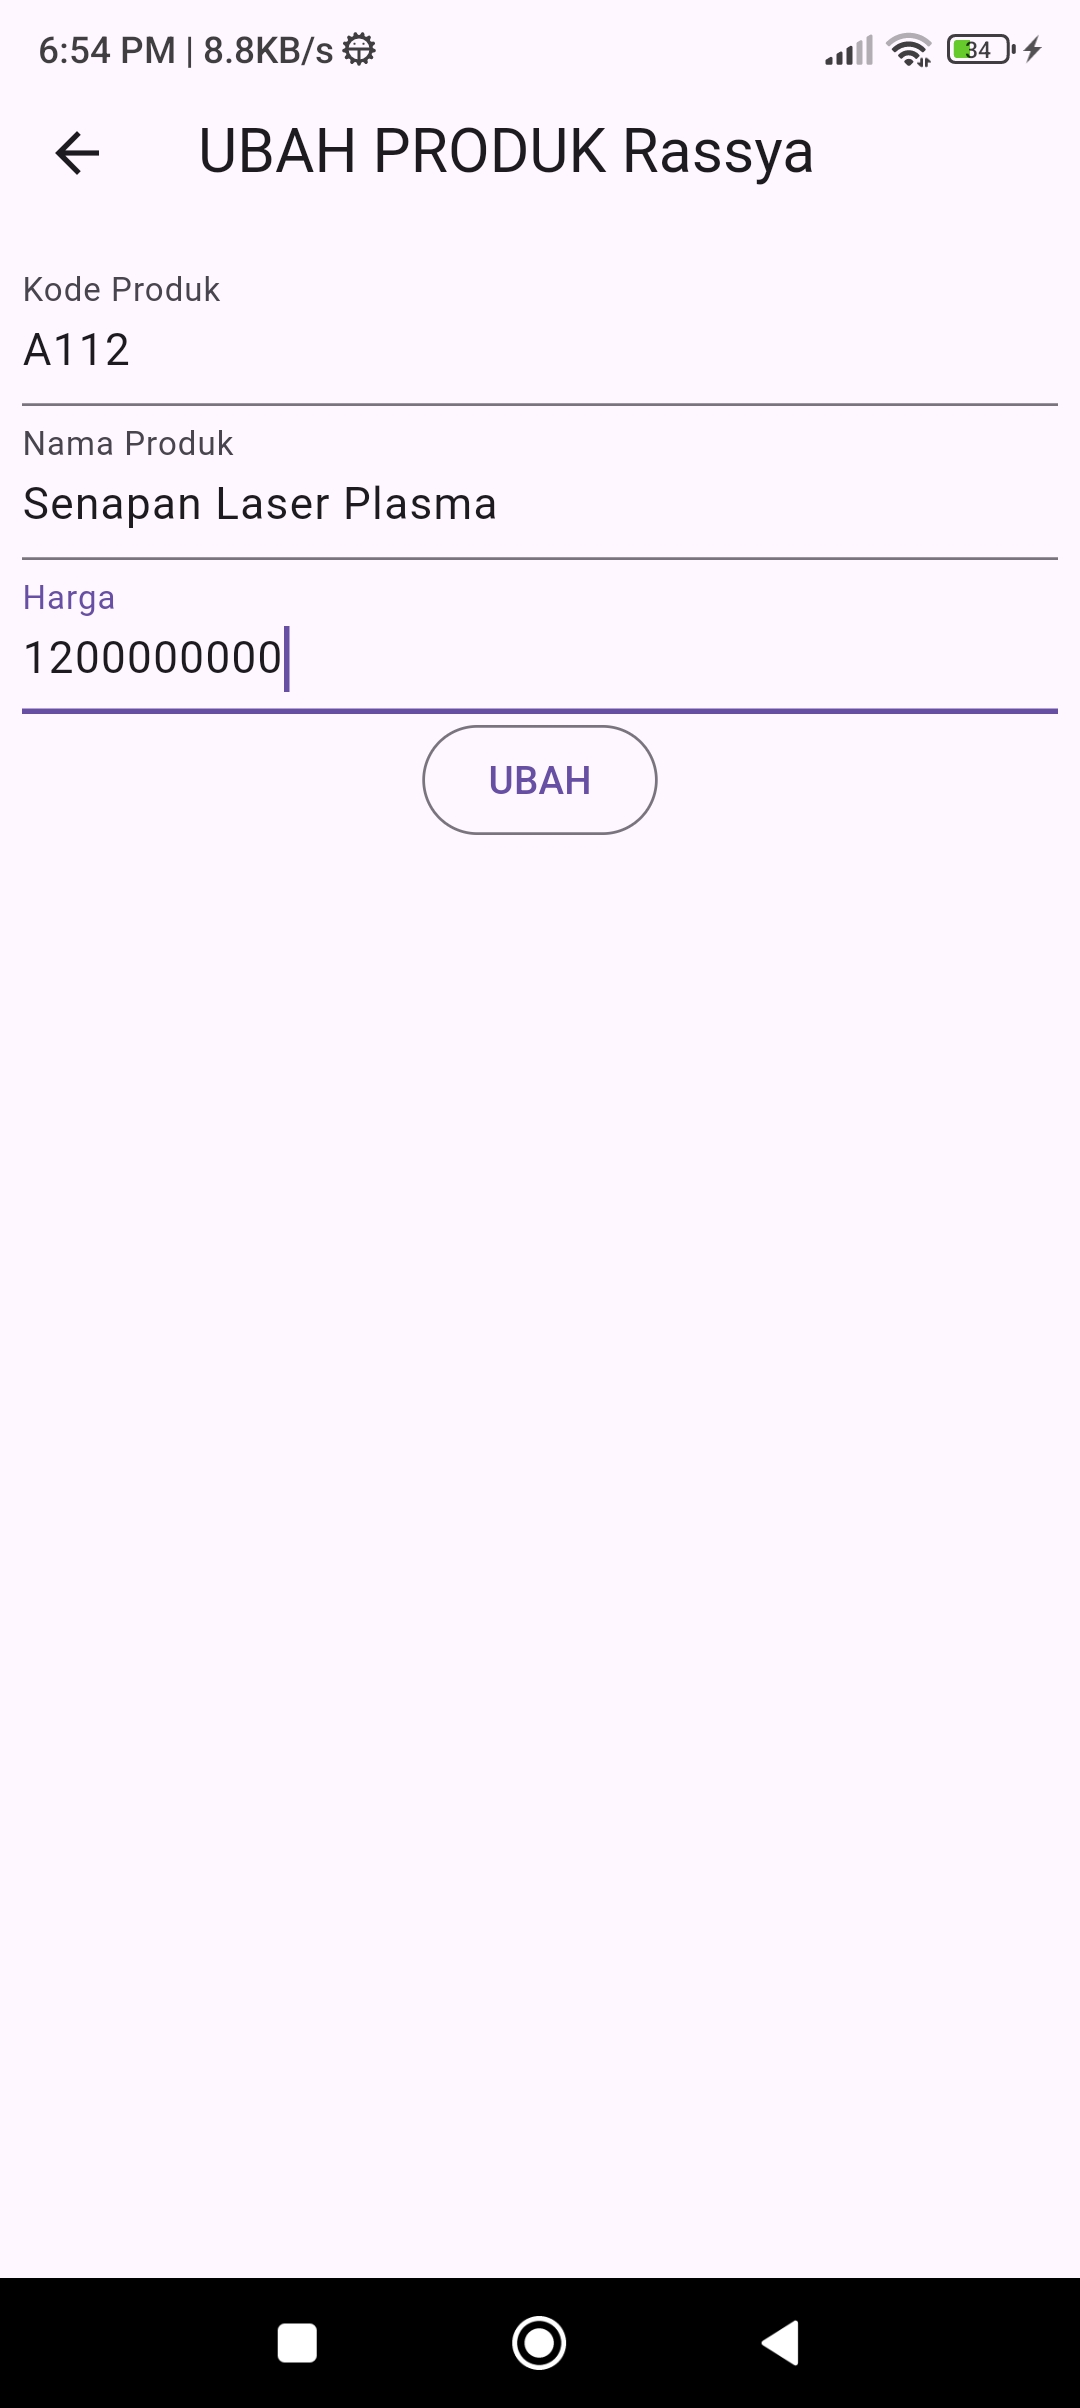 6:54 PM | 8.8KB/s
34
UBAH PRODUK Rassya
Kode Produk
A112
Nama Produk
Senapan Laser Plasma
Harga
1200000000
UBAH